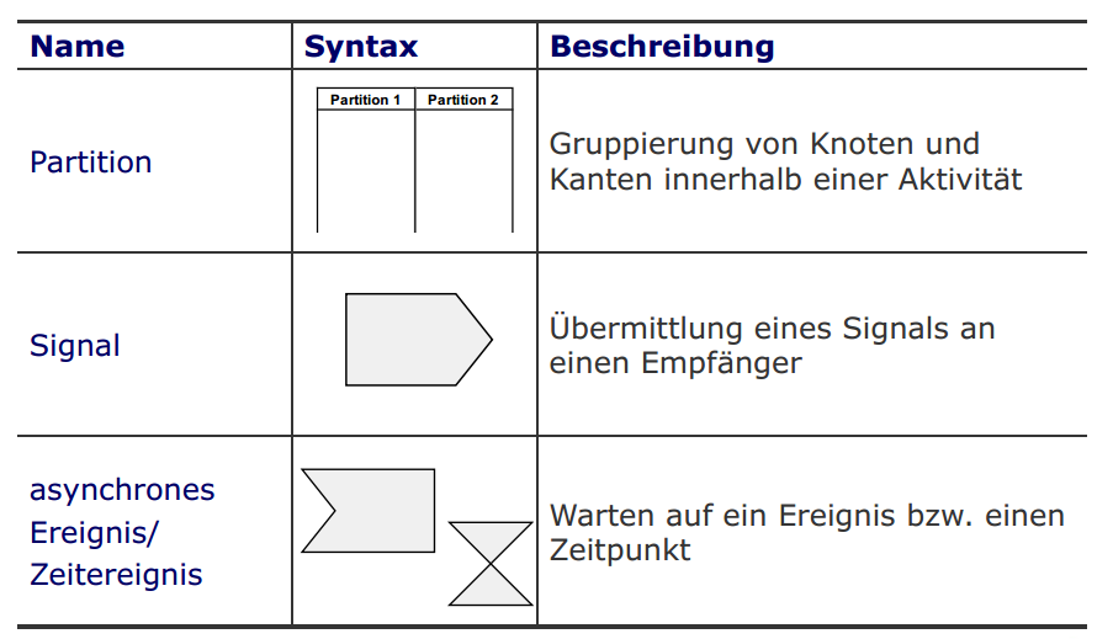 Name Syntax Beschreibung
Partition 1 Partition 2
Partition
Gruppierung von Knoten und
Kanten innerhalb einer Aktivität
Signal
Übermittlung eines Signals an
einen Empfänger
asynchrones
Ereignis/
Zeitereignis
Warten auf ein Ereignis bzw. einen
Zeitpunkt